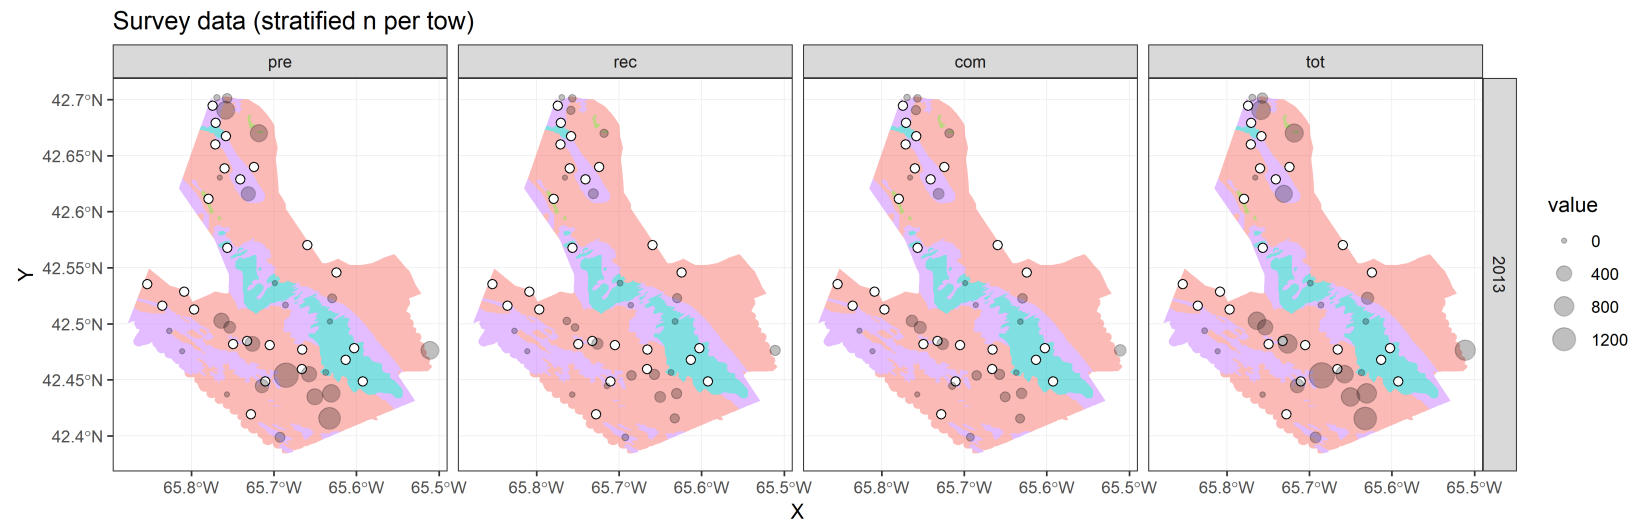 Survey data (stratified n per tow)
pre rec com tot
42.7°N
42.65°N
42.6°N
42.55°N
42.5°N
42.45°N
42.4°N
Y
2013
value
0
400
800
1200
65.8°W 65.7°W 65.6°W 65.5°W 65.8°W 65.7°W 65.6°W 65.5°W 65.8°W 65.7°W 65.6°W 65.5°W 65.8°W 65.7°W 65.6°W 65.5°W
X